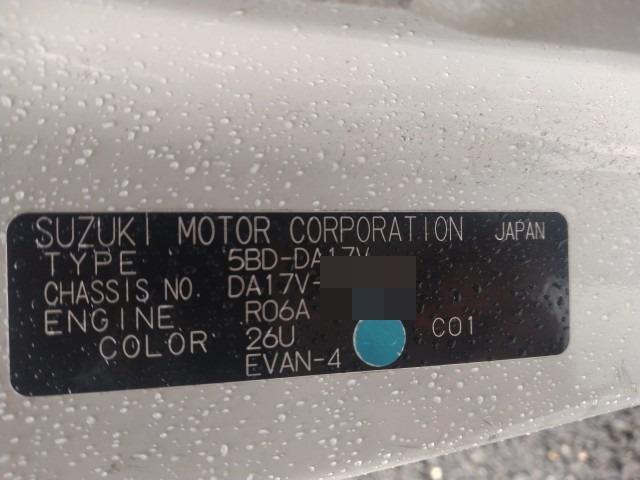 SUZUKI MOTOR CORPORATION JAPAN
TYPE 5BD-DA17V
CHASSIS NO. DA17V-
ENGINE R06A
COLOR 26U C01
EVAN-4